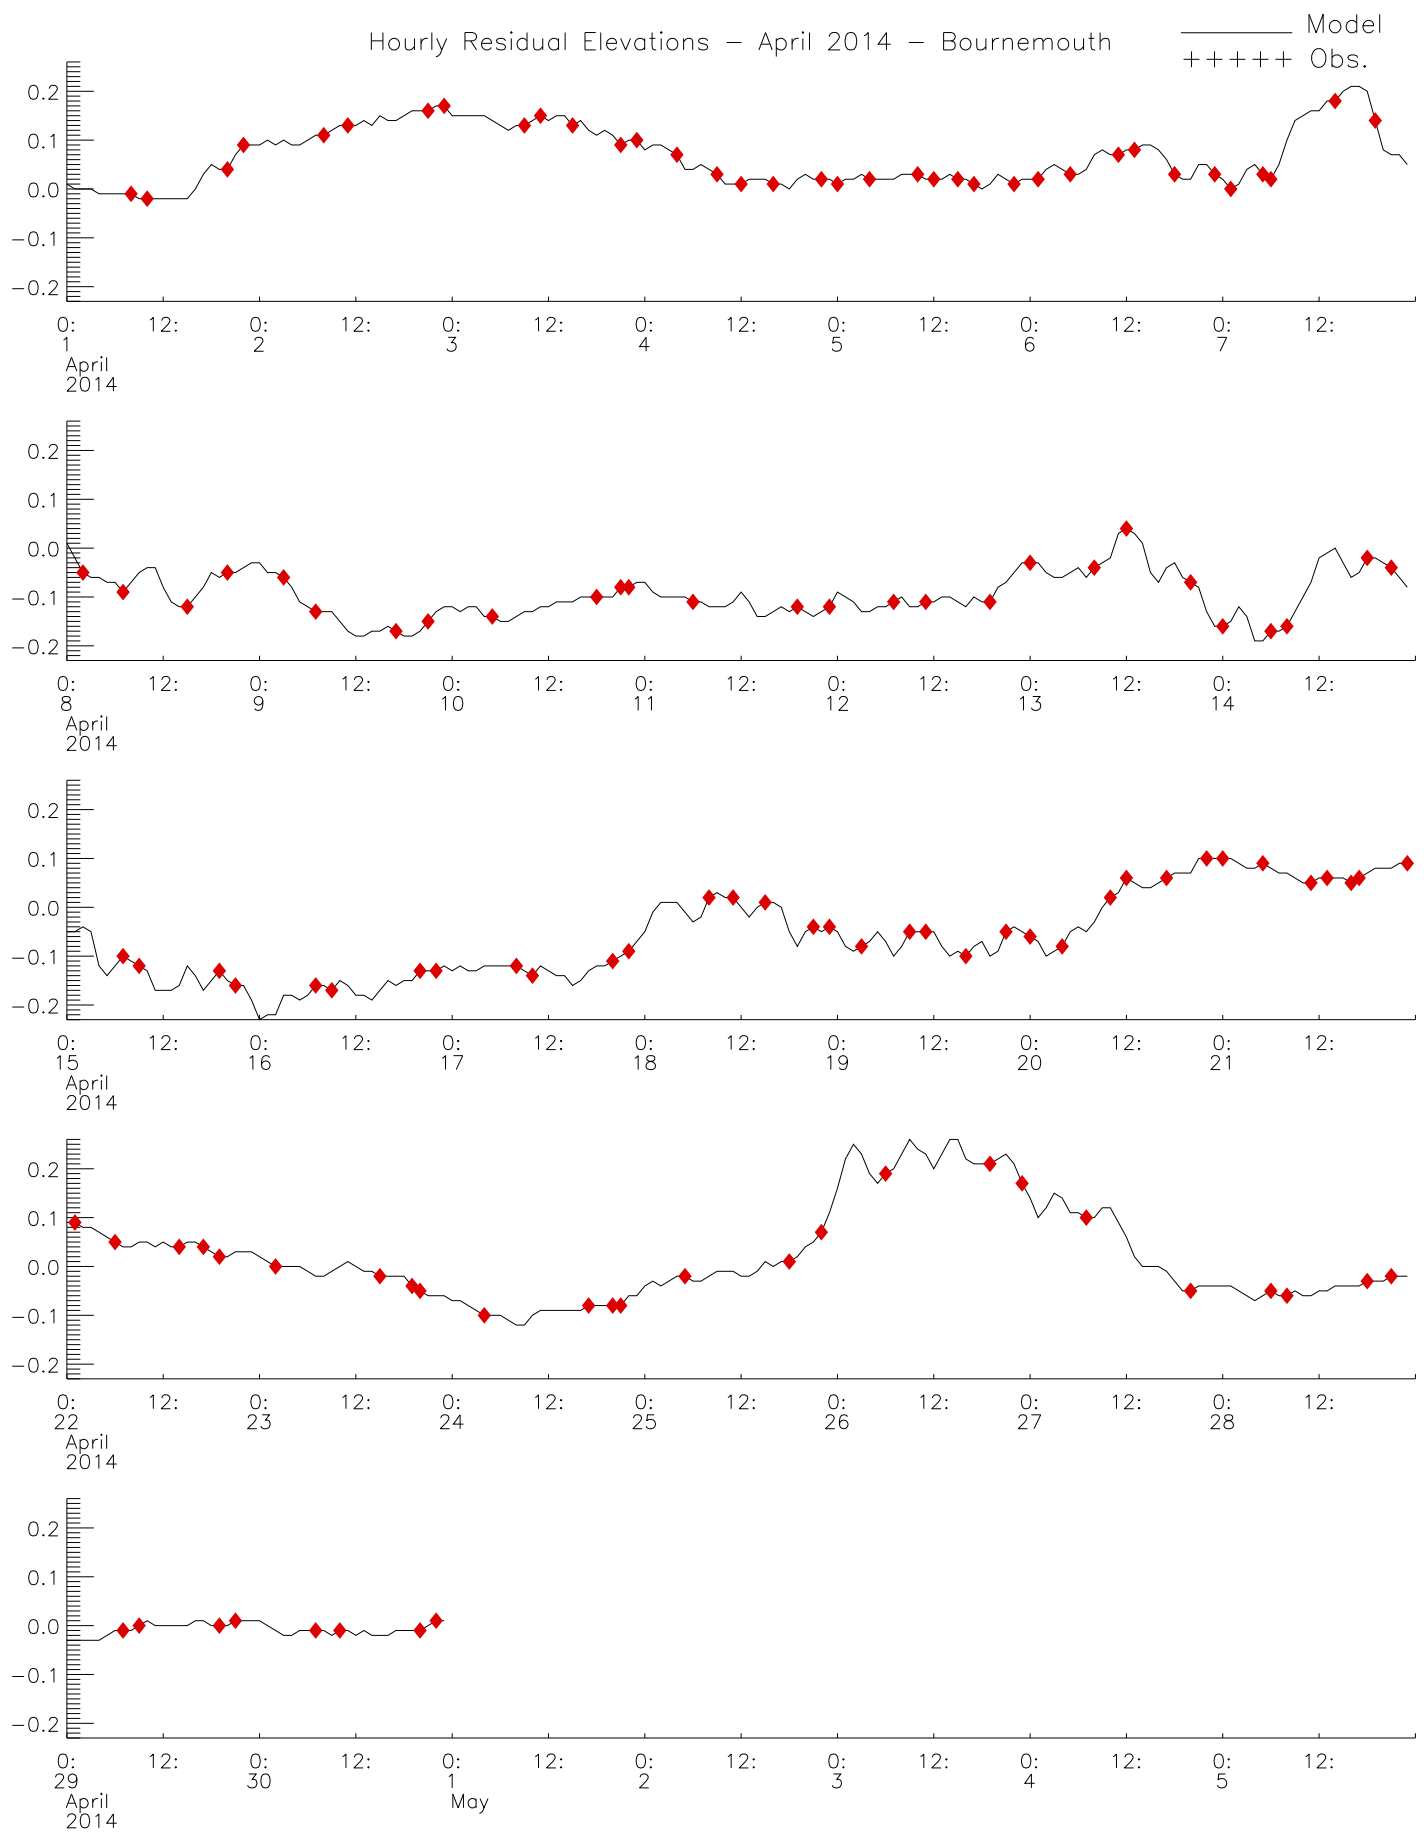 Hourly Residual Elevations – April 2014 – Bournemouth
Model
+++++ Obs.
0.2
0.1
0.0
−0.1
−0.2
0: 12: 0: 12: 0: 12: 0: 12: 0: 12: 0: 12: 0: 12:
1 2 3 4 5 6 7
April
2014
0.2
0.1
0.0
−0.1
−0.2
0: 12: 0: 12: 0: 12: 0: 12: 0: 12: 0: 12: 0: 12:
8 9 10 11 12 13 14
April
2014
0.2
0.1
0.0
−0.1
−0.2
0: 12: 0: 12: 0: 12: 0: 12: 0: 12: 0: 12: 0: 12:
15 16 17 18 19 20 21
April
2014
0.2
0.1
0.0
−0.1
−0.2
0: 12: 0: 12: 0: 12: 0: 12: 0: 12: 0: 12: 0: 12:
22 23 24 25 26 27 28
April
2014
0.2
0.1
0.0
−0.1
−0.2
0: 12: 0: 12: 0: 12: 0: 12: 0: 12: 0: 12: 0: 12:
29 30 1 2 3 4 5
April May
2014